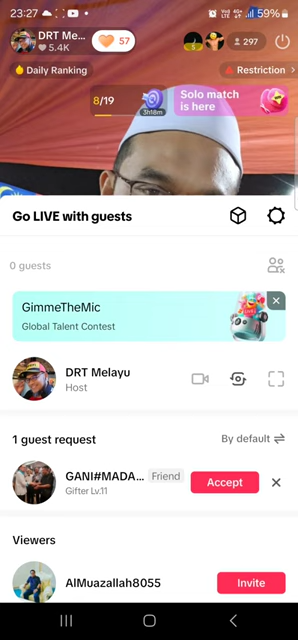 23:27 59%
DRT Me... 57 297
5.4K
Daily Ranking Restriction >
8/19 Solo match is here
3h18m
Go LIVE with guests
0 guests
GimmeTheMic
Global Talent Contest
DRT Melayu
Host
1 guest request By default
GANI#MADA... Friend Accept
Gifter Lv.11
Viewers
AlMuazallah8055 Invite